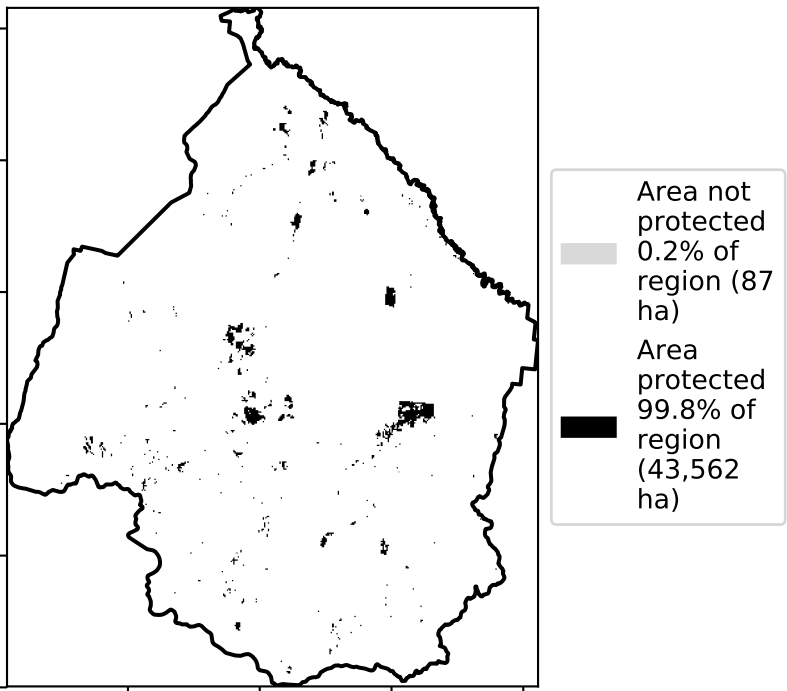 Area not
protected
0.2% of
region (87
ha)
Area
protected
99.8% of
region
(43,562
ha)